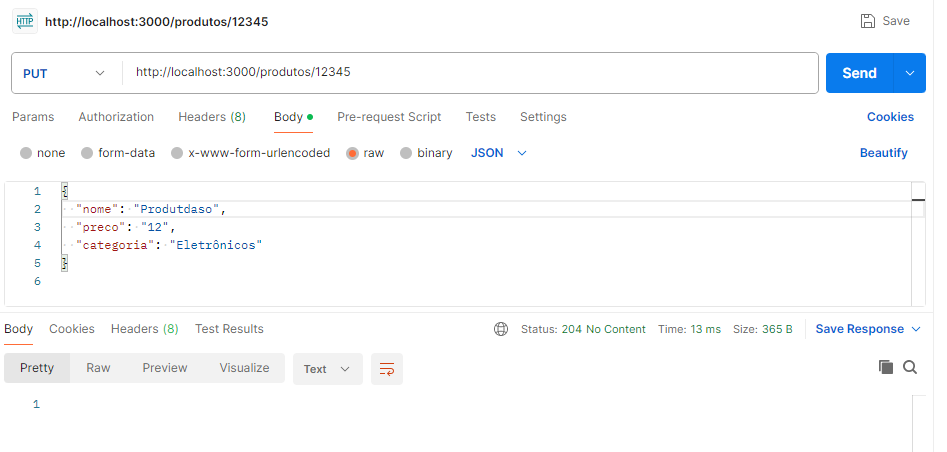 HTTP http://localhost:3000/produtos/12345 Save
PUT http://localhost:3000/produtos/12345 Send
Params Authorization Headers (8) Body Pre-request Script Tests Settings Cookies
none form-data x-www-form-urlencoded raw binary JSON Beautify
1 {
2 "nome": "Produtdaso",
3 "preco": "12",
4 "categoria": "Eletrônicos"
5 }
6
Body Cookies Headers (8) Test Results Status: 204 No Content Time: 13 ms Size: 365 B Save Response
Pretty Raw Preview Visualize Text
1